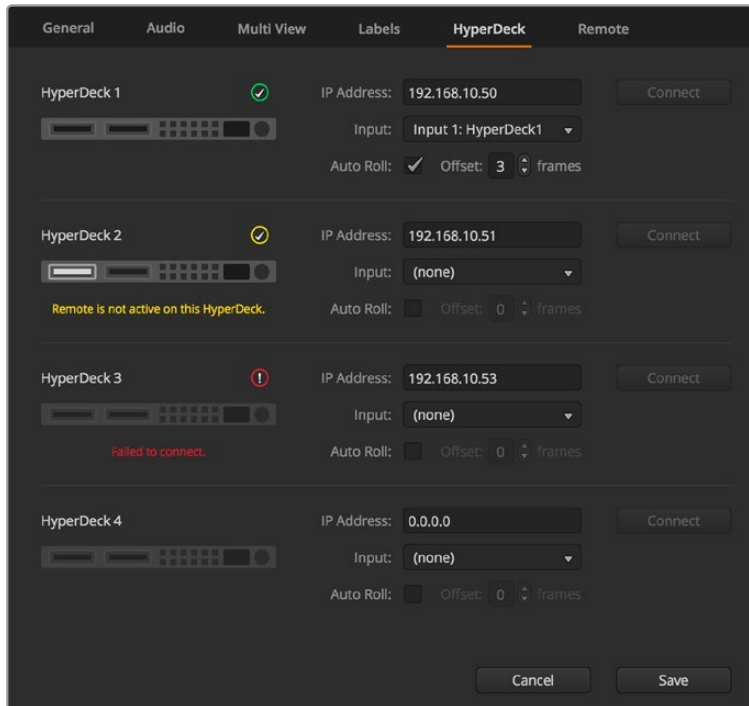 General Audio Multi View Labels HyperDeck Remote
HyperDeck 1 IP Address: 192.168.10.50 Connect
Input: Input 1: HyperDeck1
Auto Roll: Offset: 3 frames
HyperDeck 2 IP Address: 192.168.10.51 Connect
Input: (none)
Remote is not active on this HyperDeck. Auto Roll: Offset: 0 frames
HyperDeck 3 IP Address: 192.168.10.53 Connect
Input: (none)
Failed to connect. Auto Roll: Offset: 0 frames
HyperDeck 4 IP Address: 0.0.0.0 Connect
Input: (none)
Auto Roll: Offset: 0 frames
Cancel Save